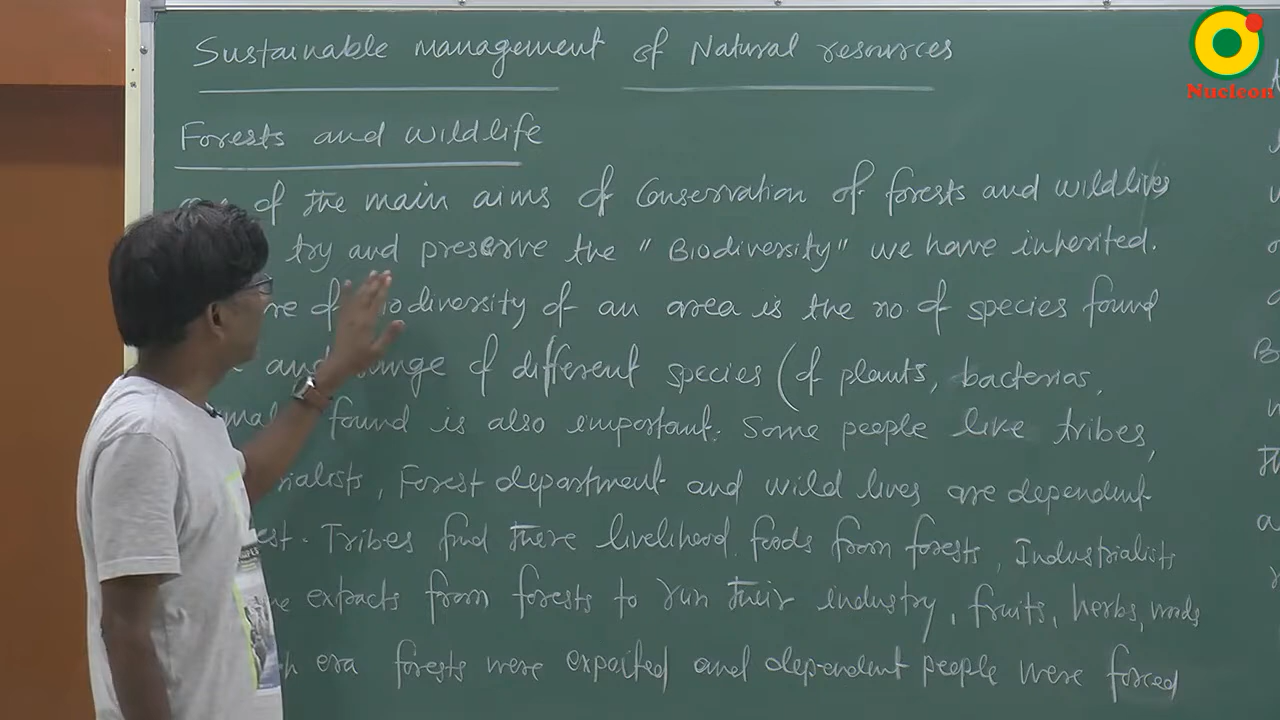 Sustainable management of Natural resources
Nucleon
Forests and wildlife
of the main aims of Conservation of forests and wildlives
try and preserve the "Biodiversity" we have inherited.
of Biodiversity of an area is the no. of species found
and range of different species (of plants, bacterias,
found is also important. Some people like tribes,
Forest department and wild lives are dependent
Tribes find there livelihood foods from forests, Industrialists
extracts from forests to run their industry, fruits, herbs, woods
era forests were expoited and dependent people were forced